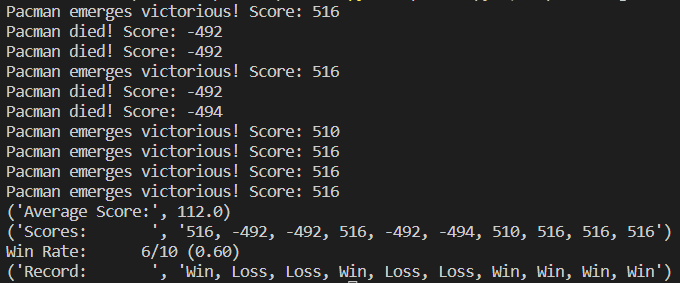 Pacman emerges victorious! Score: 516
Pacman died! Score: -492
Pacman died! Score: -492
Pacman emerges victorious! Score: 516
Pacman died! Score: -492
Pacman died! Score: -494
Pacman emerges victorious! Score: 510
Pacman emerges victorious! Score: 516
Pacman emerges victorious! Score: 516
Pacman emerges victorious! Score: 516
('Average Score:', 112.0)
('Scores:       ', '516, -492, -492, 516, -492, -494, 510, 516, 516, 516')
Win Rate:      6/10 (0.60)
('Record:       ', 'Win, Loss, Loss, Win, Loss, Loss, Win, Win, Win, Win')